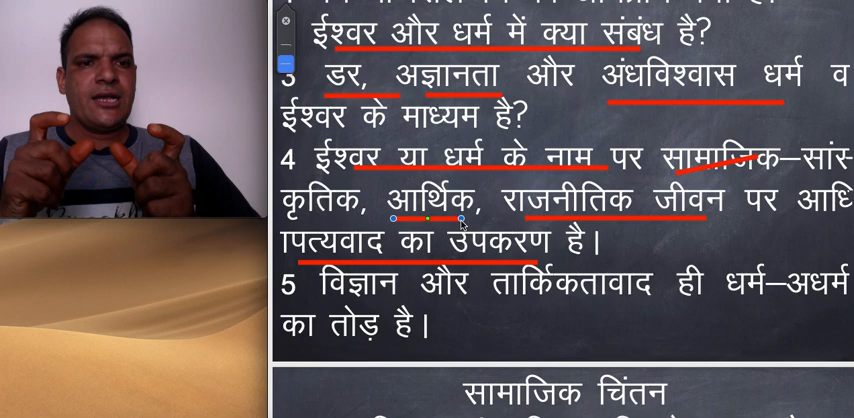 ईश्वर और धर्म में क्या संबंध है?
3 डर, अज्ञानता और अंधविश्वास धर्म व
ईश्वर के माध्यम है?
4 ईश्वर या धर्म के नाम पर सामाजिक–सांस-
कृतिक, आर्थिक, राजनीतिक जीवन पर आधि
ापत्यवाद का उपकरण है।
5 विज्ञान और तार्किकतावाद ही धर्म–अधर्म
का तोड़ है।
सामाजिक चिंतन